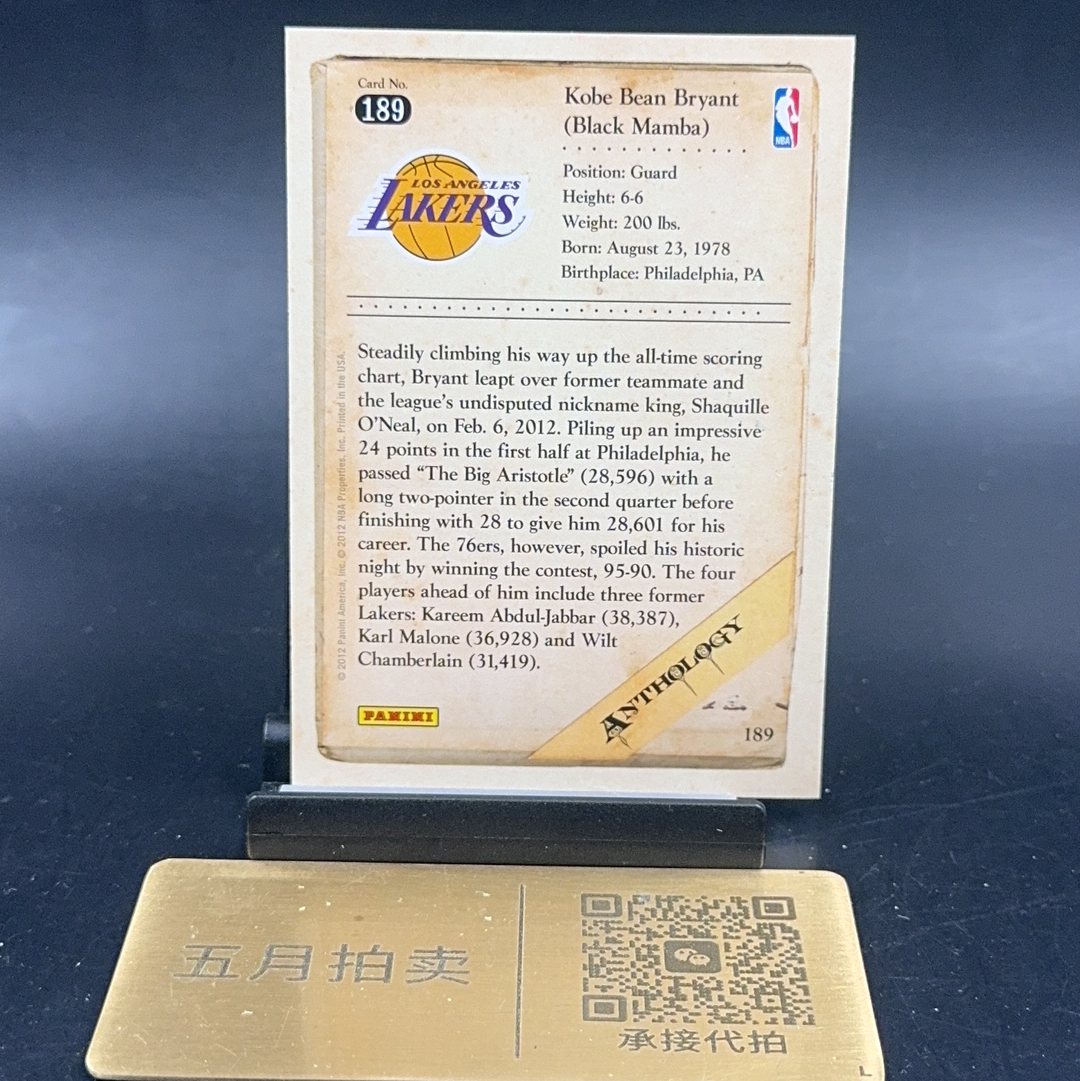 Card No.
189
Kobe Bean Bryant
(Black Mamba)
NBA
LOS ANGELES
LAKERS
Position: Guard
Height: 6-6
Weight: 200 lbs.
Born: August 23, 1978
Birthplace: Philadelphia, PA
Steadily climbing his way up the all-time scoring
chart, Bryant leapt over former teammate and
the league's undisputed nickname king, Shaquille
O'Neal, on Feb. 6, 2012. Piling up an impressive
24 points in the first half at Philadelphia, he
passed "The Big Aristotle" (28,596) with a
long two-pointer in the second quarter before
finishing with 28 to give him 28,601 for his
career. The 76ers, however, spoiled his historic
night by winning the contest, 95-90. The four
players ahead of him include three former
Lakers: Kareem Abdul-Jabbar (38,387),
Karl Malone (36,928) and Wilt
Chamberlain (31,419).
© 2012 Panini America, Inc. © 2012 NBA Properties, Inc. Printed in the USA.
PANINI
ANTHOLOGY
189
五月拍卖
承接代拍
L